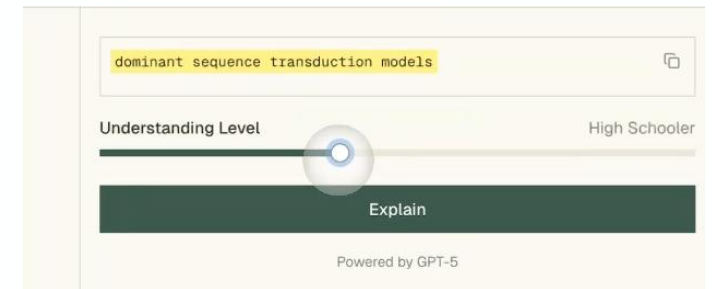 dominant sequence transduction models
Understanding Level High Schooler
Explain
Powered by GPT-5